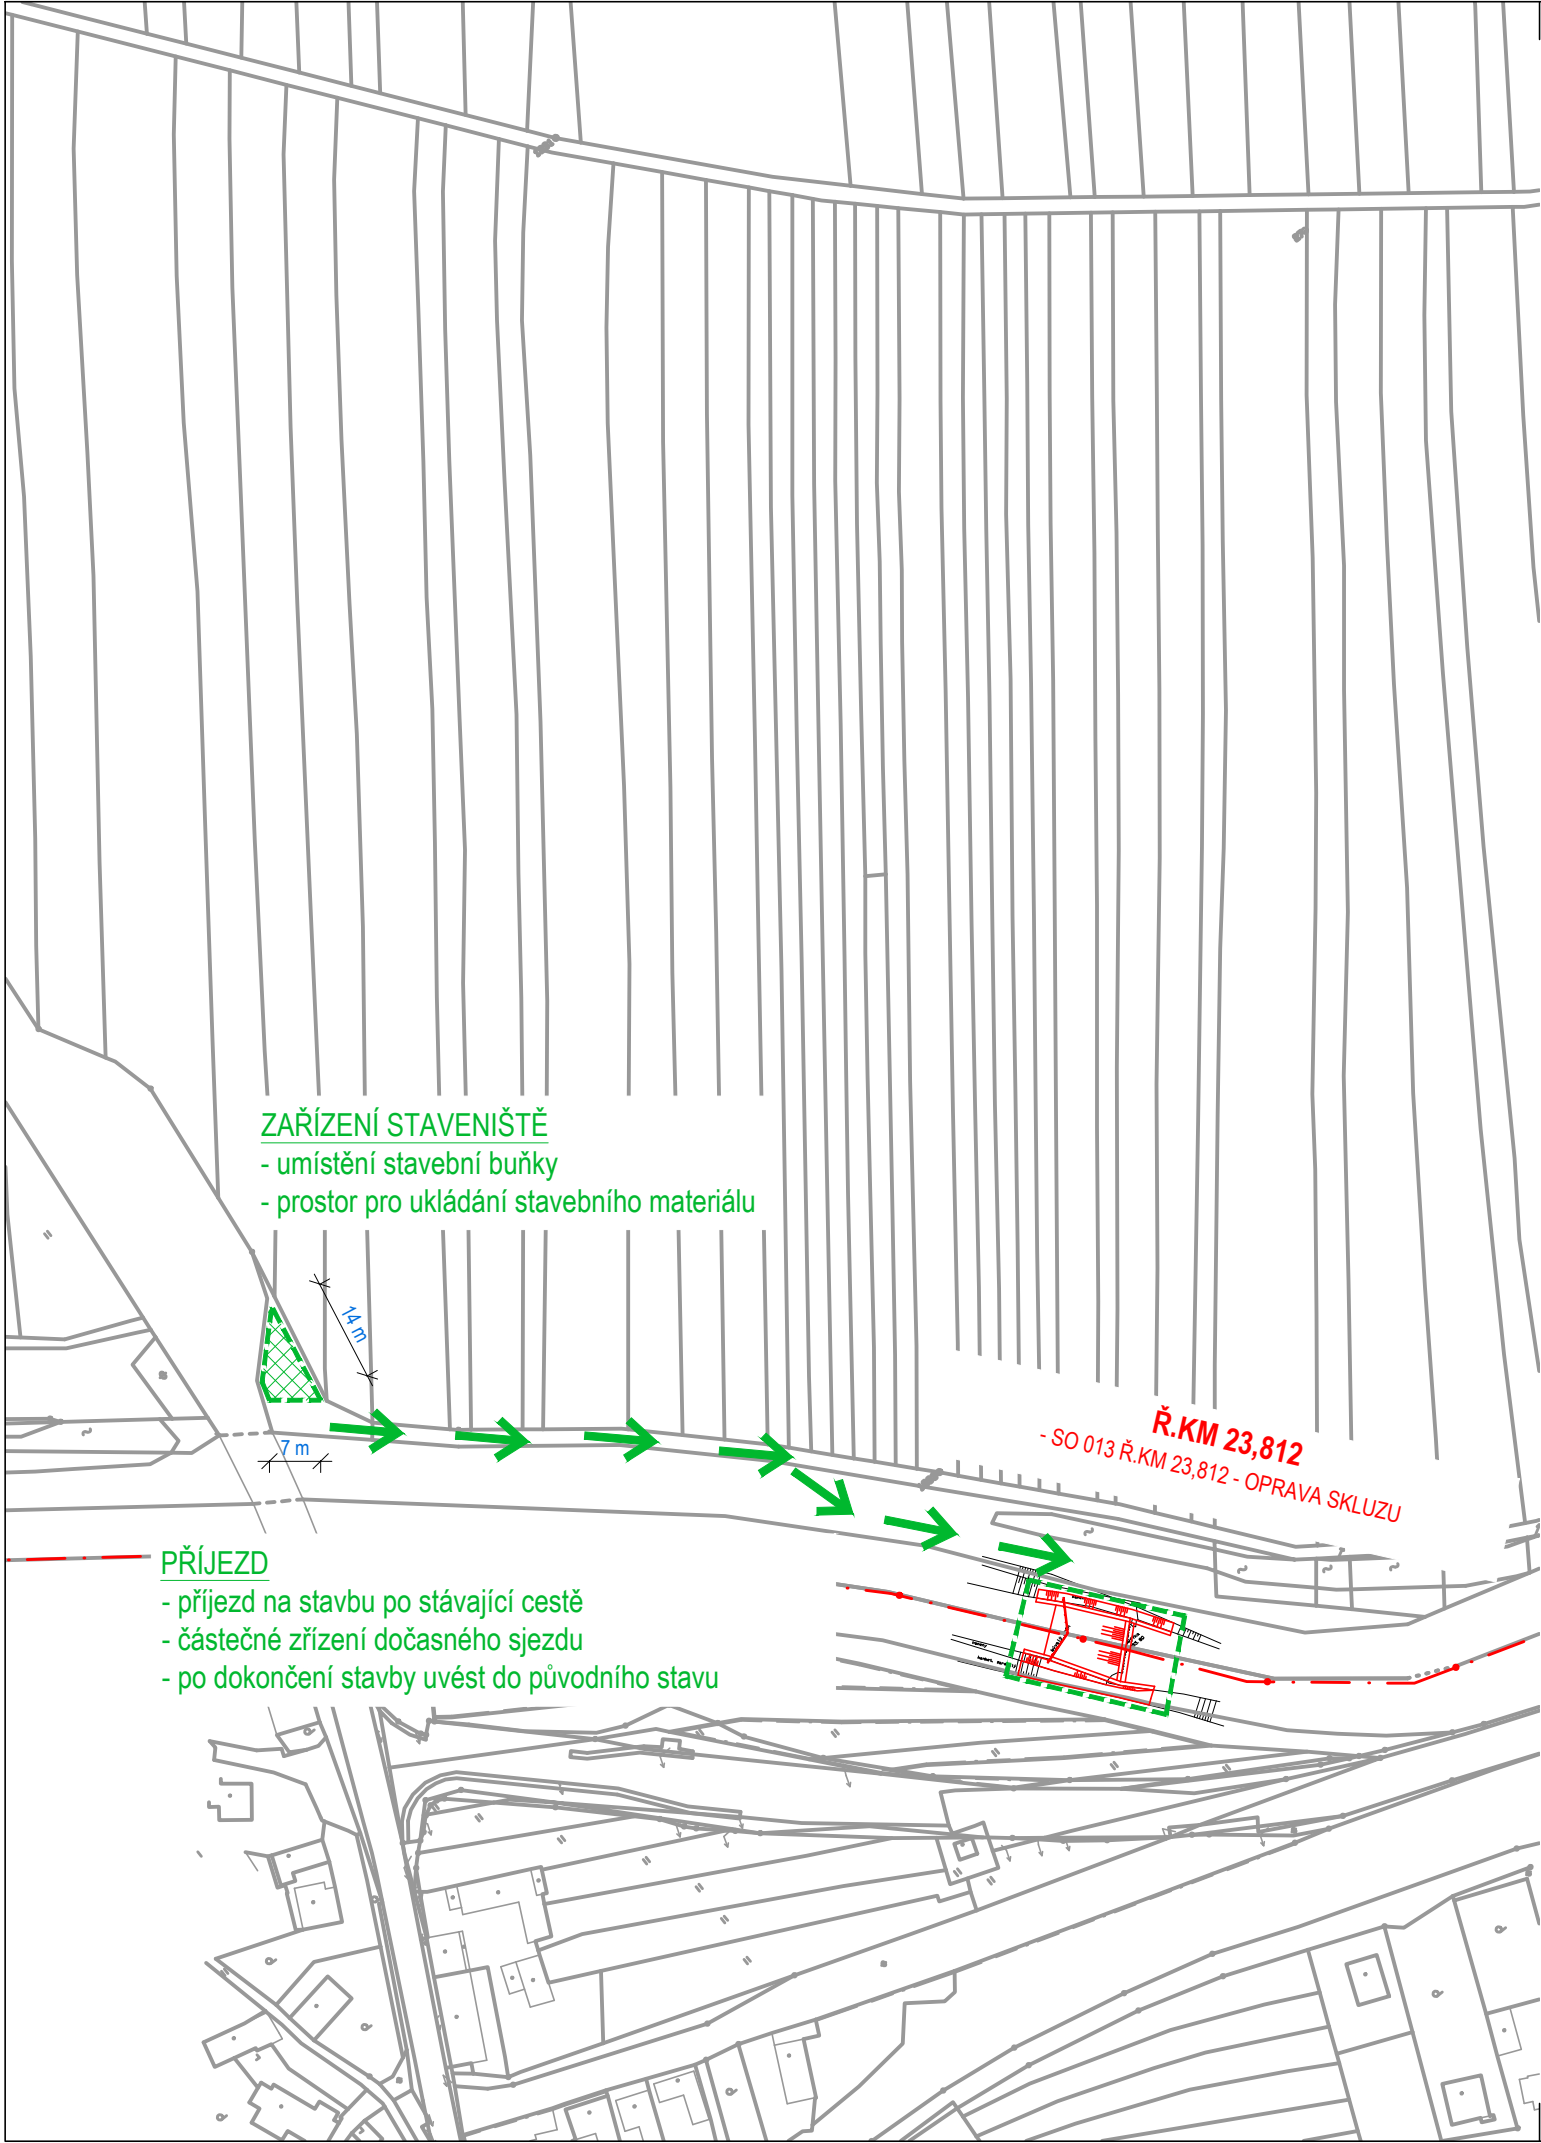 ZAŘÍZENÍ STAVENIŠTĚ
- umístění stavební buňky
- prostor pro ukládání stavebního materiálu
14 m
7 m
Ř.KM 23,812
- SO 013 Ř.KM 23,812 - OPRAVA SKLUZU
PŘÍJEZD
- příjezd na stavbu po stávající cestě
- částečné zřízení dočasného sjezdu
- po dokončení stavby uvést do původního stavu